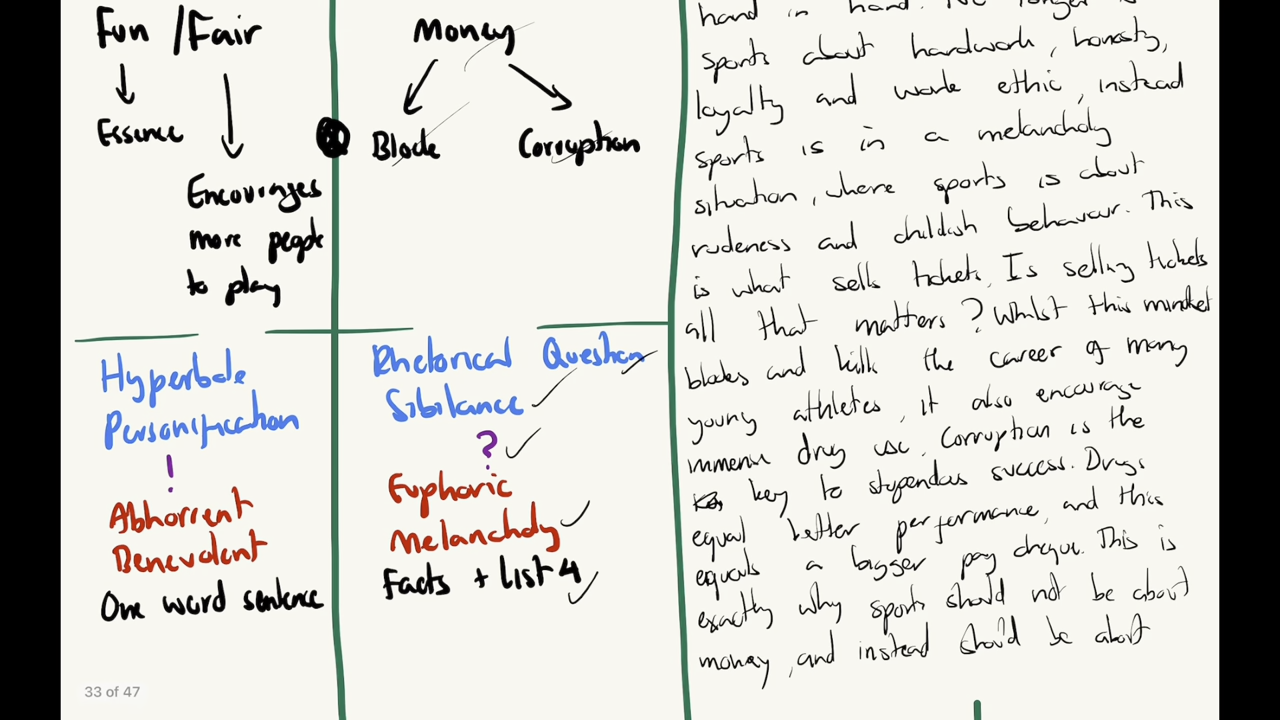 Fun / Fair
Essence
Encourages
more people
to play
Money
Blade
Corruption
Hyperbole
Personification
!
Abhorrent
Benevolent
One word sentence
Rhetorical Question
Sibilance
?
Euphoric
Melancholy
Facts + List 4
hand in hand. No longer is
sports about hardwork, honesty,
loyalty and work ethic, instead
sports is in a melancholy
situation, where sports is about
rudeness and childish behaviour. This
is what sells tickets. Is selling tickets
all that matters? Whilst this mindset
blades and kills the career of many
young athletes, it also encourage
immense drug use. Corruption is the
key to stupendous success. Drugs
equal better performance, and this
equals a bigger pay cheque. This is
exactly why sports should not be about
money, and instead should be about
33 of 47